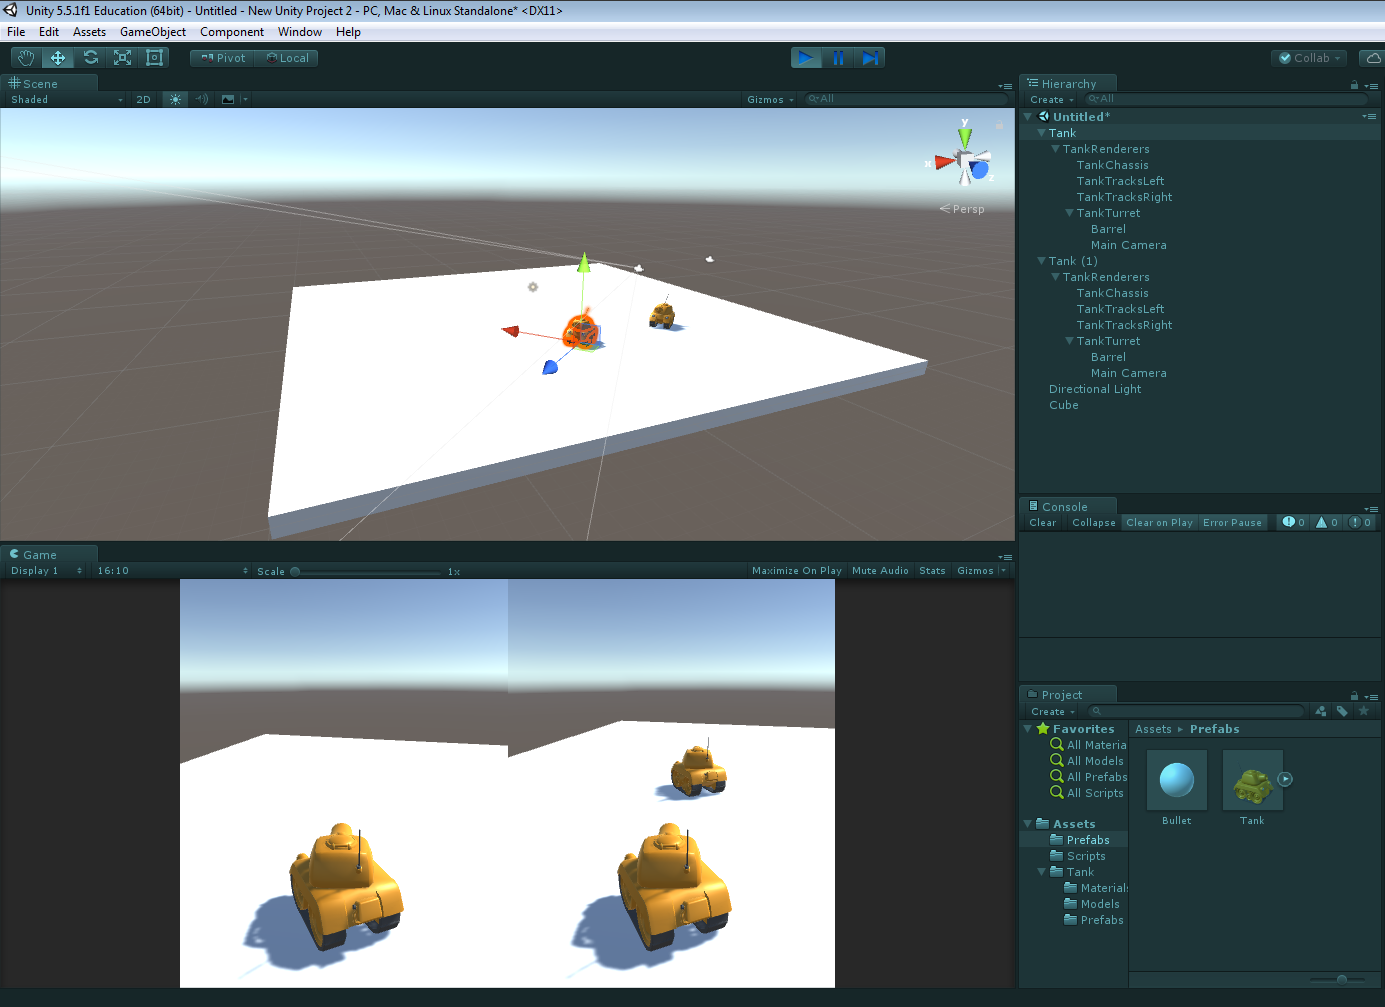 Unity 5.5.1f1 Education (64bit) - Untitled - New Unity Project 2 - PC, Mac & Linux Standalone* <DX11>
File Edit Assets GameObject Component Window Help
Pivot Local Collab
Scene
Shaded 2D Gizmos All
y
x
z
Persp
Hierarchy
Create All
Untitled*
Tank
TankRenderers
TankChassis
TankTracksLeft
TankTracksRight
TankTurret
Barrel
Main Camera
Tank (1)
TankRenderers
TankChassis
TankTracksLeft
TankTracksRight
TankTurret
Barrel
Main Camera
Directional Light
Cube
Console
Clear Collapse Clear on Play Error Pause 0 0 0
Game
Display 1 16:10 Scale 1x Maximize On Play Mute Audio Stats Gizmos
Project
Create
Favorites
All Materia
All Models
All Prefabs
All Scripts
Assets
Prefabs
Scripts
Tank
Materials
Models
Prefabs
Assets Prefabs
Bullet Tank